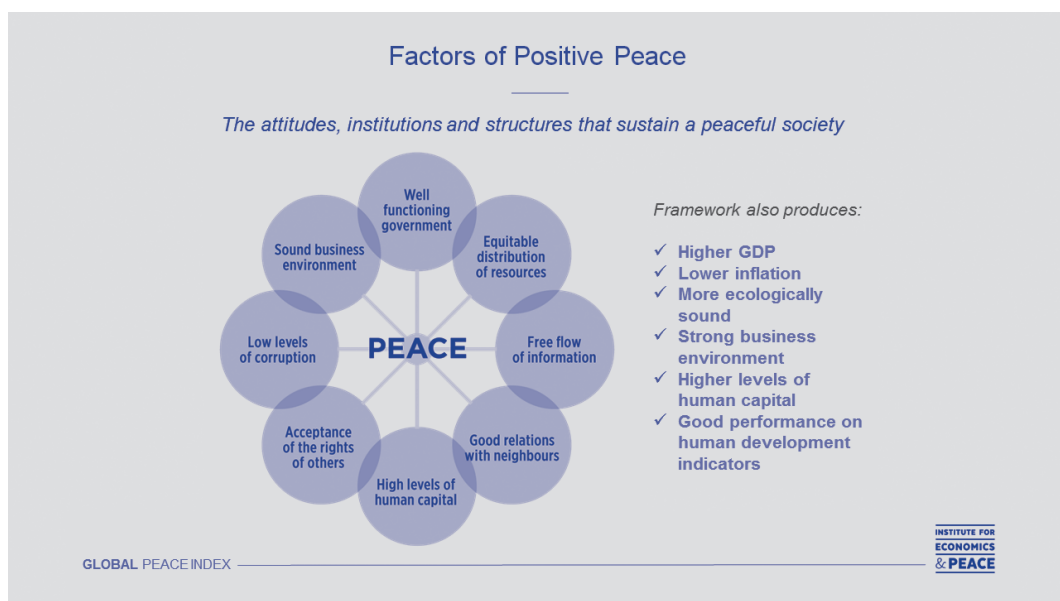 Factors of Positive Peace
The attitudes, institutions and structures that sustain a peaceful society
Well
functioning
government
Equitable
distribution
of resources
Free flow
of information
Good relations
with neighbours
High levels of
human capital
Acceptance
of the rights
of others
Low levels
of corruption
Sound business
environment
PEACE
Framework also produces:
✓ Higher GDP
✓ Lower inflation
✓ More ecologically
sound
✓ Strong business
environment
✓ Higher levels of
human capital
✓ Good performance on
human development
indicators
GLOBAL PEACE INDEX
INSTITUTE FOR
ECONOMICS
& PEACE